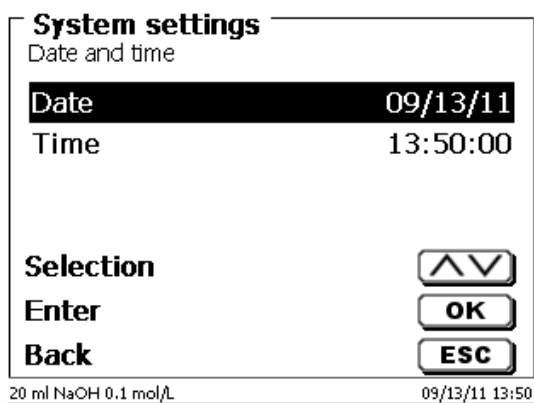 System settings
Date and time
Date 09/13/11
Time 13:50:00
Selection
Enter OK
Back ESC
20 ml NaOH 0.1 mol/L 09/13/11 13:50